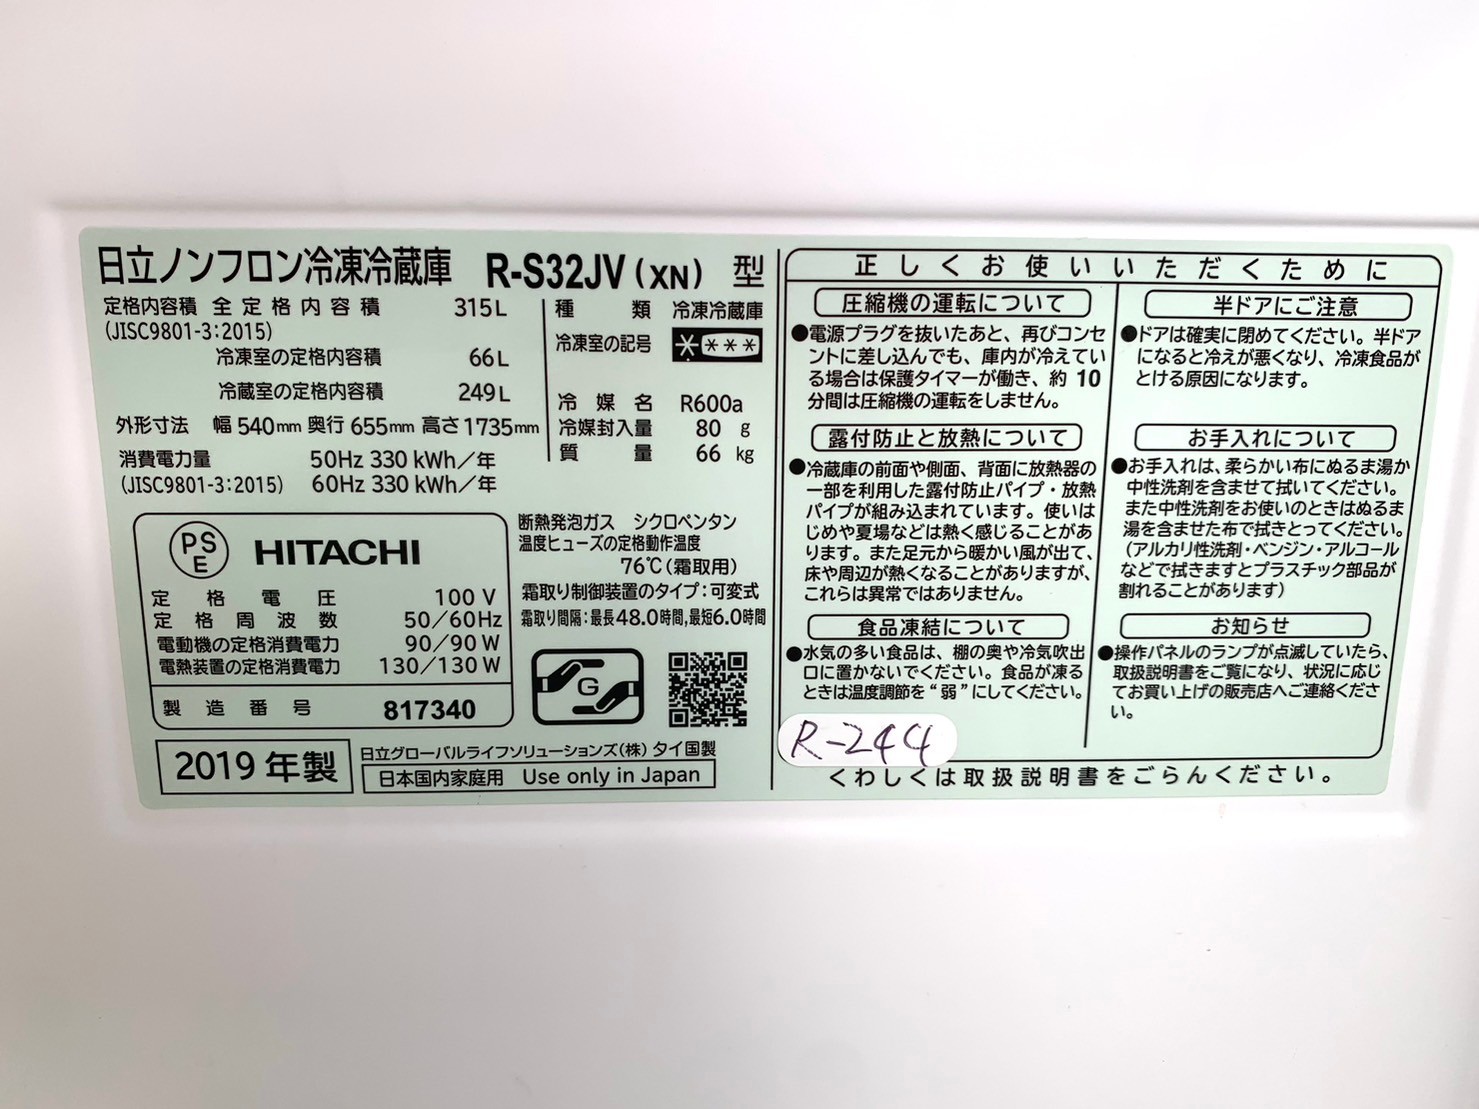 日立ノンフロン冷凍冷蔵庫 R-S32JV(XN) 型
定格内容積 全定格内容積 315L
(JISC9801-3:2015)
冷凍室の定格内容積 66L
冷蔵室の定格内容積 249L
外形寸法 幅540mm 奥行655mm 高さ1735mm
消費電力量 50Hz 330 kWh/年
(JISC9801-3:2015) 60Hz 330 kWh/年
種類 冷凍冷蔵庫
冷凍室の記号 ****
冷媒名 R600a
冷媒封入量 80 g
質量 66 kg
PSE HITACHI
定格電圧 100 V
定格周波数 50/60Hz
電動機の定格消費電力 90/90 W
電熱装置の定格消費電力 130/130 W
製造番号 817340
断熱発泡ガス シクロペンタン
温度ヒューズの定格動作温度
76℃(霜取用)
霜取り制御装置のタイプ:可変式
霜取り間隔:最長48.0時間,最短6.0時間
G
2019年製
日立グローバルライフソリューションズ(株) タイ国製
日本国内家庭用 Use only in Japan
正しくお使いいただくために
圧縮機の運転について
●電源プラグを抜いたあと、再びコンセ
ントに差し込んでも、庫内が冷えてい
る場合は保護タイマーが働き、約10
分間は圧縮機の運転をしません。
露付防止と放熱について
●冷蔵庫の前面や側面、背面に放熱器の
一部を利用した露付防止パイプ・放熱
パイプが組み込まれています。使いは
じめや夏場などは熱く感じることがあ
ります。また足元から暖かい風が出て、
床や周辺が熱くなることがありますが、
これらは異常ではありません。
食品凍結について
●水気の多い食品は、棚の奥や冷気吹出
口に置かないでください。食品が凍る
ときは温度調節を“弱”にしてください。
半ドアにご注意
●ドアは確実に閉めてください。半ドア
になると冷えが悪くなり、冷凍食品が
とける原因になります。
お手入れについて
●お手入れは、柔らかい布にぬるま湯か
中性洗剤を含ませて拭いてください。
また中性洗剤をお使いのときはぬるま
湯を含ませた布で拭きとってください。
(アルカリ性洗剤・ベンジン・アルコール
などで拭きますとプラスチック部品が
割れることがあります)
お知らせ
●操作パネルのランプが点滅していたら、
取扱説明書をご覧になり、状況に応じ
てお買い上げの販売店へご連絡くださ
い。
R-244
くわしくは取扱説明書をごらんください。